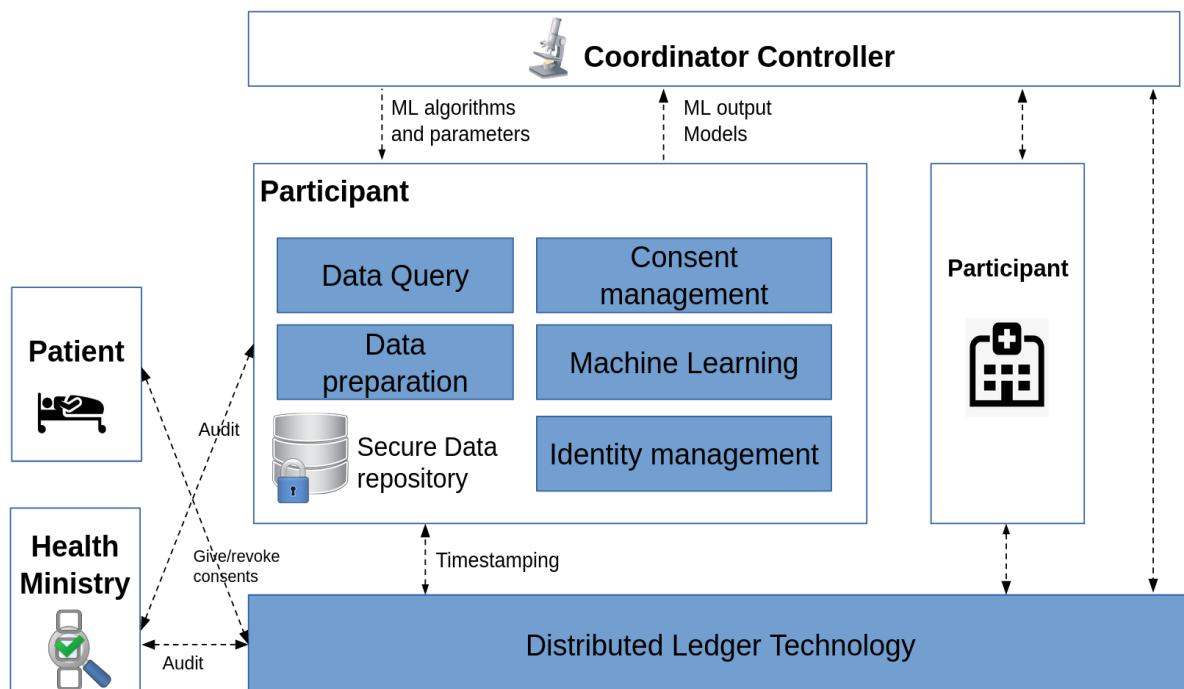 Coordinator Controller
ML algorithms
and parameters
ML output
Models
Participant
Data Query
Consent
management
Data
preparation
Machine Learning
Secure Data
repository
Identity management
Participant
Patient
Audit
Health
Ministry
Give/revoke
consents
Timestamping
Audit
Distributed Ledger Technology